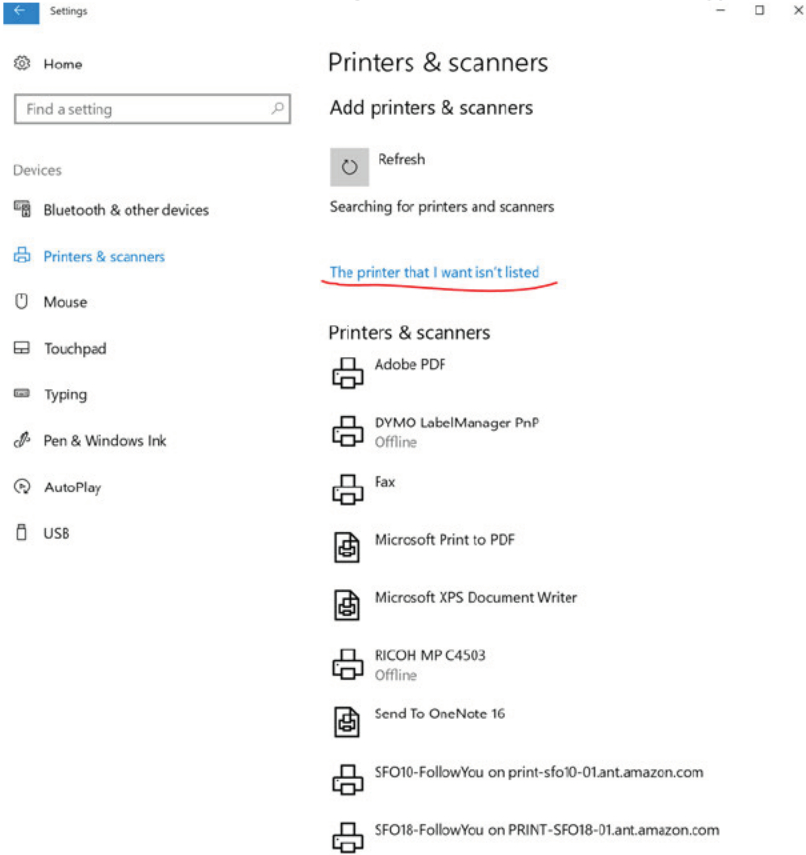 Settings
Home
Find a setting
Devices
Bluetooth & other devices
Printers & scanners
Mouse
Touchpad
Typing
Pen & Windows Ink
AutoPlay
USB
Printers & scanners
Add printers & scanners
Refresh
Searching for printers and scanners
The printer that I want isn't listed
Printers & scanners
Adobe PDF
DYMO LabelManager PnP
Offline
Fax
Microsoft Print to PDF
Microsoft XPS Document Writer
RICOH MP C4503
Offline
Send To OneNote 16
SFO10-FollowYou on print-sfo10-01.ant.amazon.com
SFO18-FollowYou on PRINT-SFO18-01.ant.amazon.com